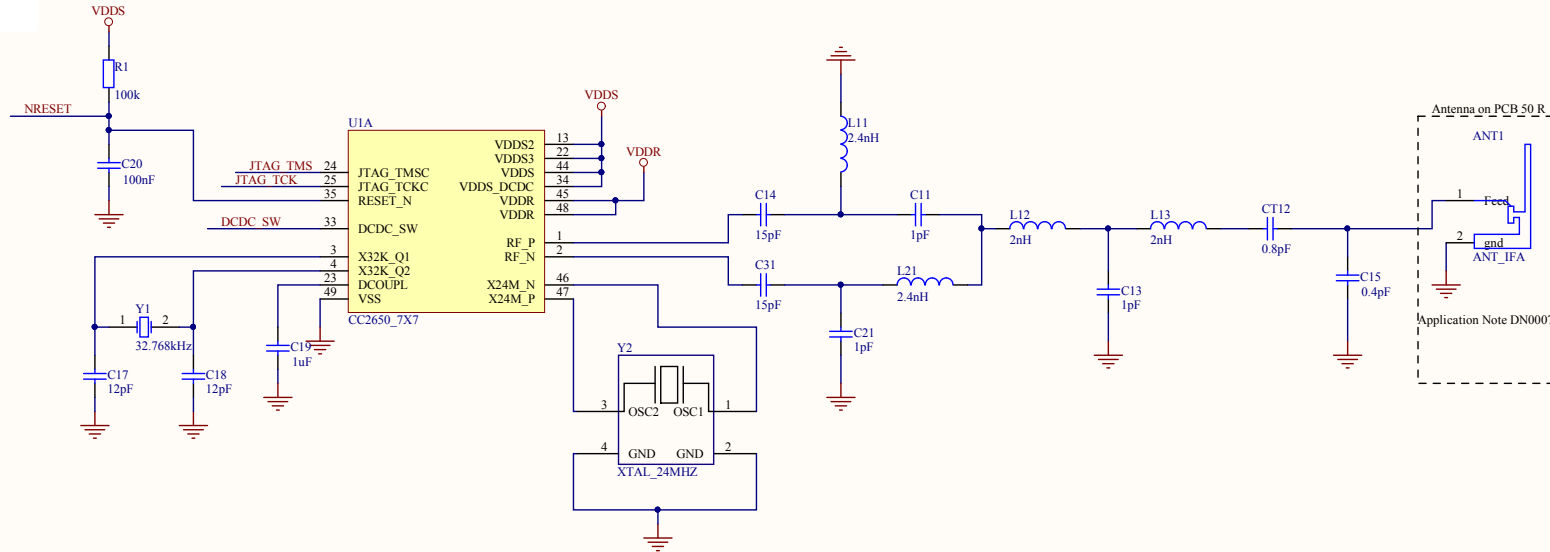 VDDS
R1
100k
NRESET
C20
100nF
JTAG_TMS
JTAG_TCK
DCDC_SW
U1A
24 JTAG_TMSC
25 JTAG_TCKC
35 RESET_N
33 DCDC_SW
3 X32K_Q1
4 X32K_Q2
23 DCOUPL
49 VSS
VDDS2 13
VDDS3 22
VDDS 44
VDDS_DCDC 34
VDDR 45
VDDR 48
RF_P 1
RF_N 2
X24M_N 46
X24M_P 47
CC2650_7X7
VDDS
VDDR
Y1
1 2
32.768kHz
C17
12pF
C18
12pF
C19
1uF
Y2
3 OSC2 OSC1 1
4 GND GND 2
XTAL_24MHZ
C14
15pF
C31
15pF
L11
2.4nH
C11
1pF
L21
2.4nH
C21
1pF
L12
2nH
C13
1pF
L13
2nH
CT12
0.8pF
C15
0.4pF
Antenna on PCB 50 R
ANT1
1 Feed
2 gnd
ANT_IFA
Application Note DN0007